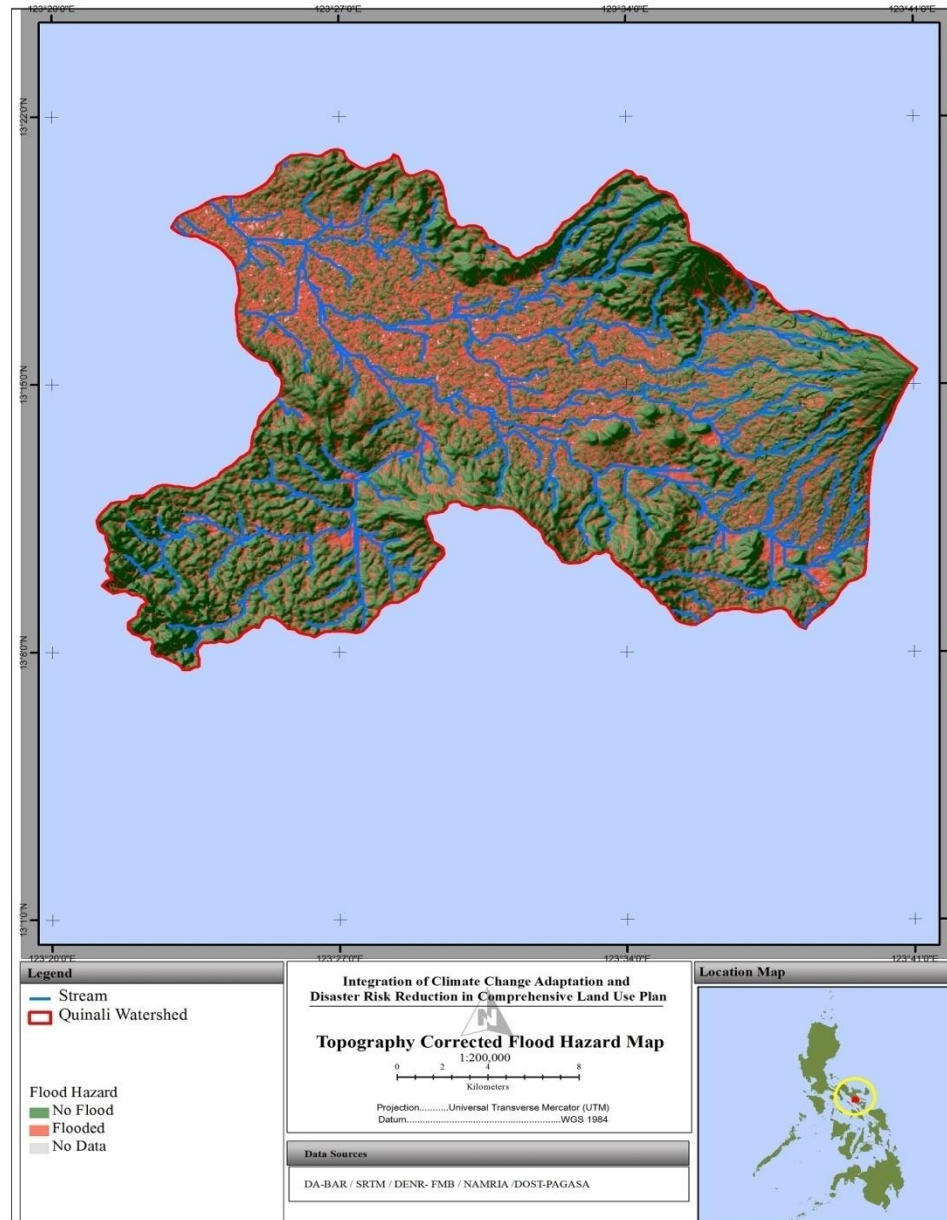 123°20'0"E 123°27'0"E 123°34'0"E 123°41'0"E
13°22'0"N
13°15'0"N
13°8'0"N
13°1'0"N
123°20'0"E 123°27'0"E 123°34'0"E 123°41'0"E
Legend
Stream
Quinali Watershed
Flood Hazard
No Flood
Flooded
No Data
Integration of Climate Change Adaptation and
Disaster Risk Reduction in Comprehensive Land Use Plan
N
Topography Corrected Flood Hazard Map
1:200,000
0 2 4 8
Kilometers
Projection...........Universal Transverse Mercator (UTM)
Datum......................................................WGS 1984
Data Sources
DA-BAR / SRTM / DENR- FMB / NAMRIA /DOST-PAGASA
Location Map